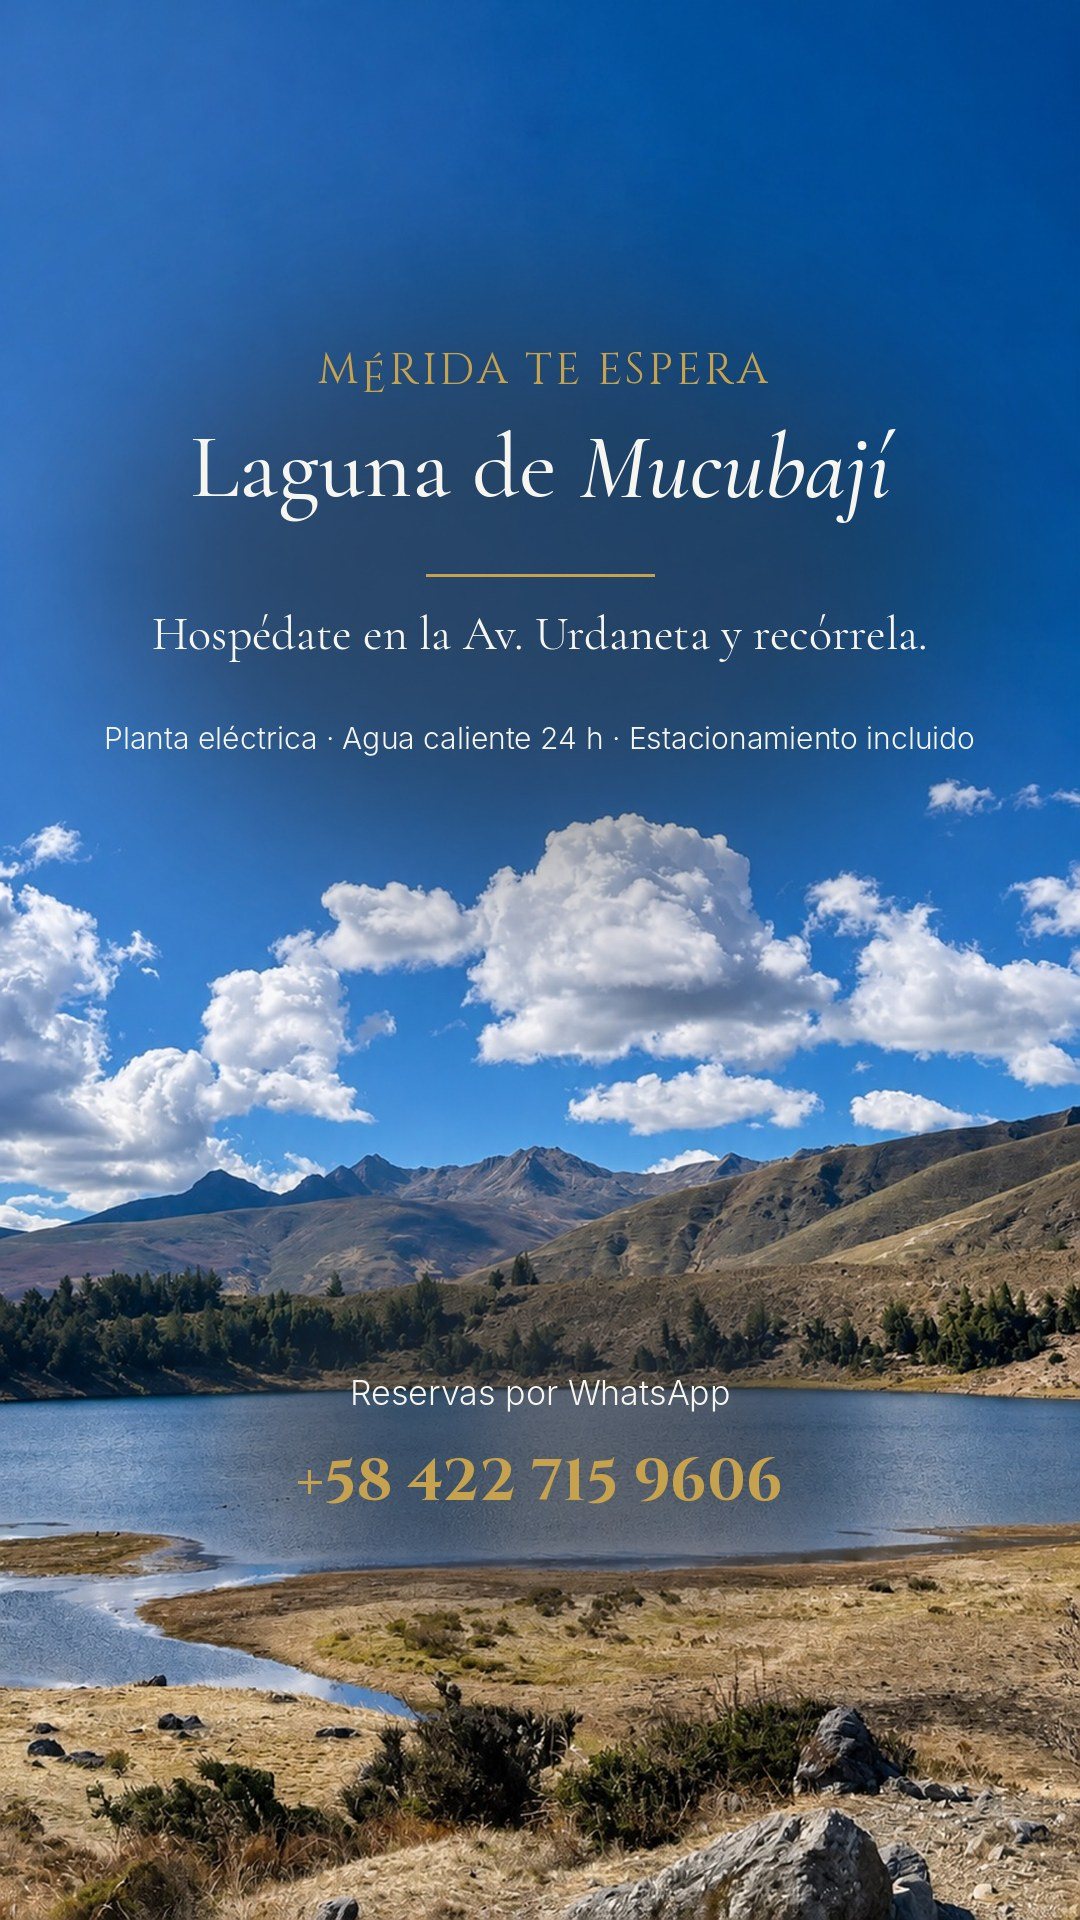 MÉRIDA TE ESPERA
Laguna de Mucubají
Hospédate en la Av. Urdaneta y recórrela.
Planta eléctrica · Agua caliente 24 h · Estacionamiento incluido
Reservas por WhatsApp
+58 422 715 9606